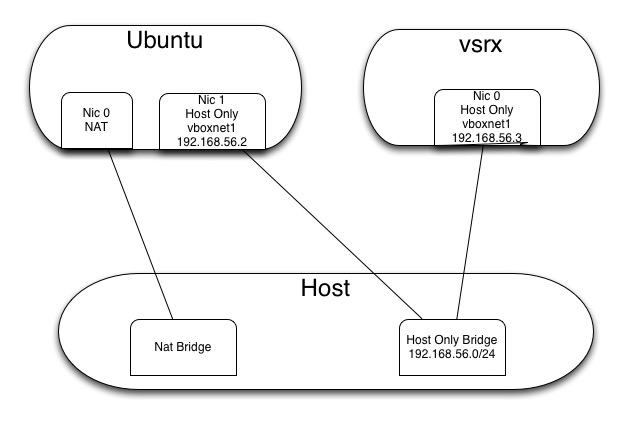 Ubuntu
Nic 0
NAT
Nic 1
Host Only
vboxnet1
192.168.56.2
vsrx
Nic 0
Host Only
vboxnet1
192.168.56.3
Host
Nat Bridge
Host Only Bridge
192.168.56.0/24